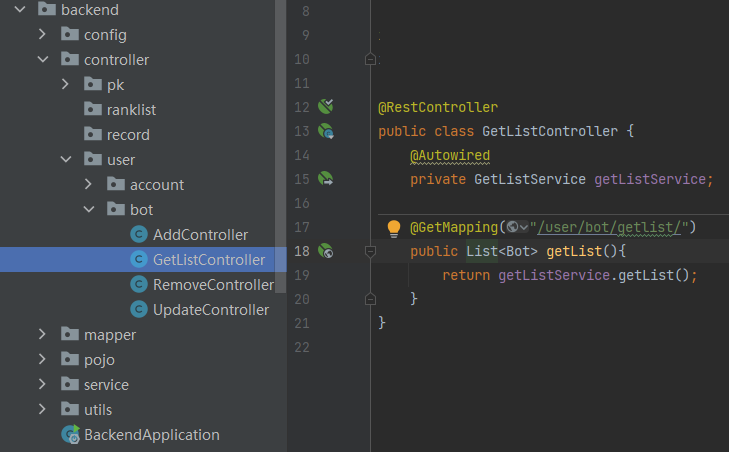 backend
config
controller
pk
ranklist
record
user
account
bot
AddController
GetListController
RemoveController
UpdateController
mapper
pojo
service
utils
BackendApplication
8
9
10
11
12 @RestController
13 public class GetListController {
14 @Autowired
15 private GetListService getListService;
16
17 @GetMapping("/user/bot/getlist/")
18 public List<Bot> getList(){
19 return getListService.getList();
20 }
21 }
22